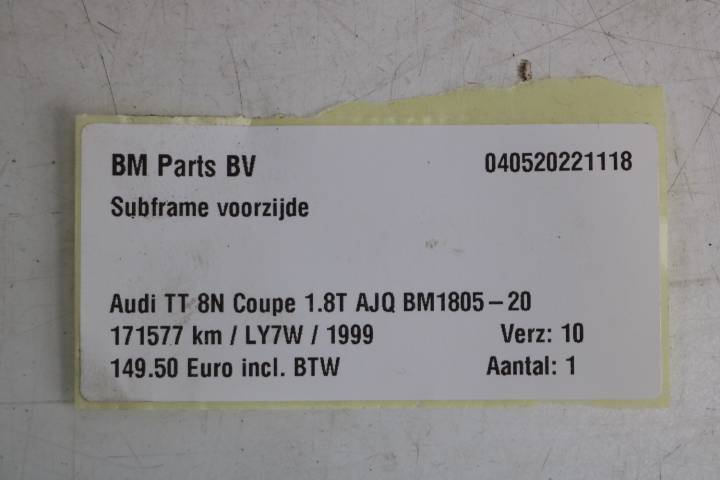 BM Parts BV 040520221118
Subframe voorzijde
Audi TT 8N Coupe 1.8T AJQ BM1805-20
171577 km / LY7W / 1999 Verz: 10
149.50 Euro incl. BTW Aantal: 1